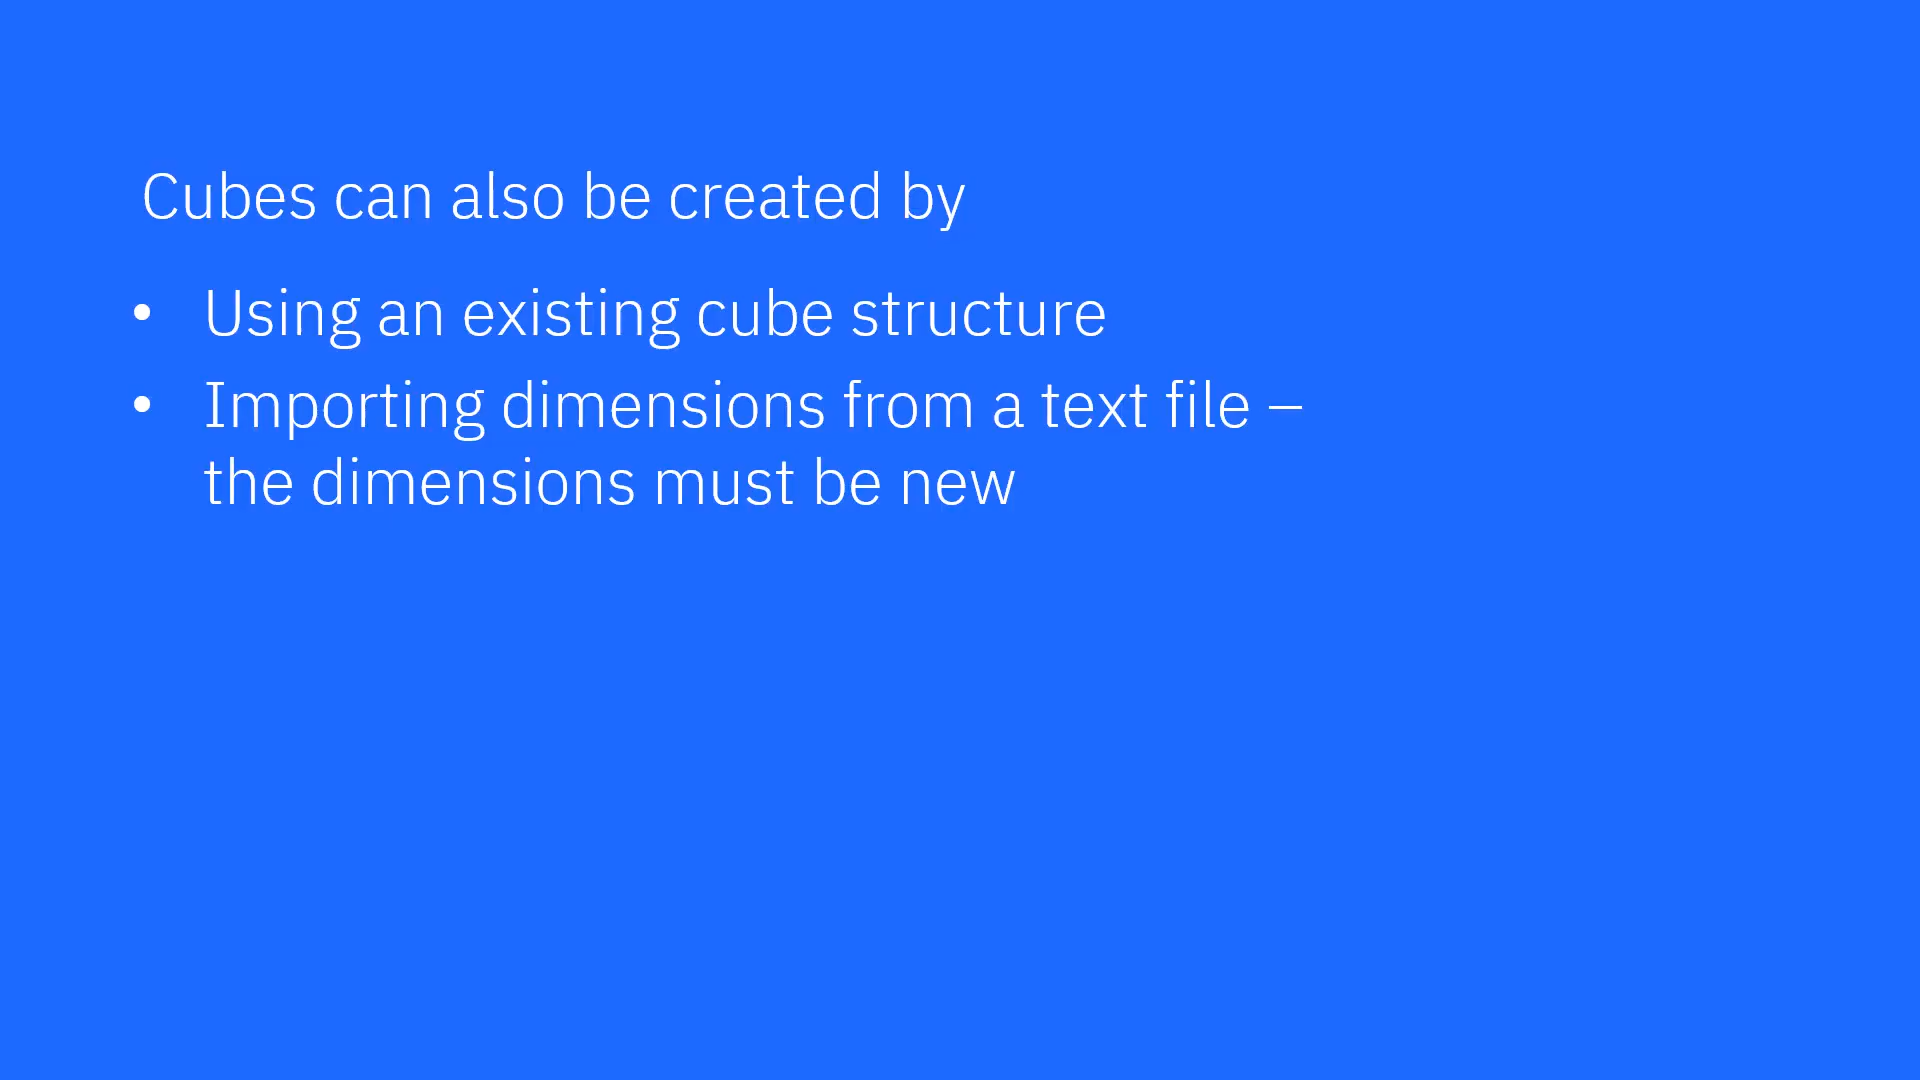 Cubes can also be created by
• Using an existing cube structure
• Importing dimensions from a text file –
the dimensions must be new